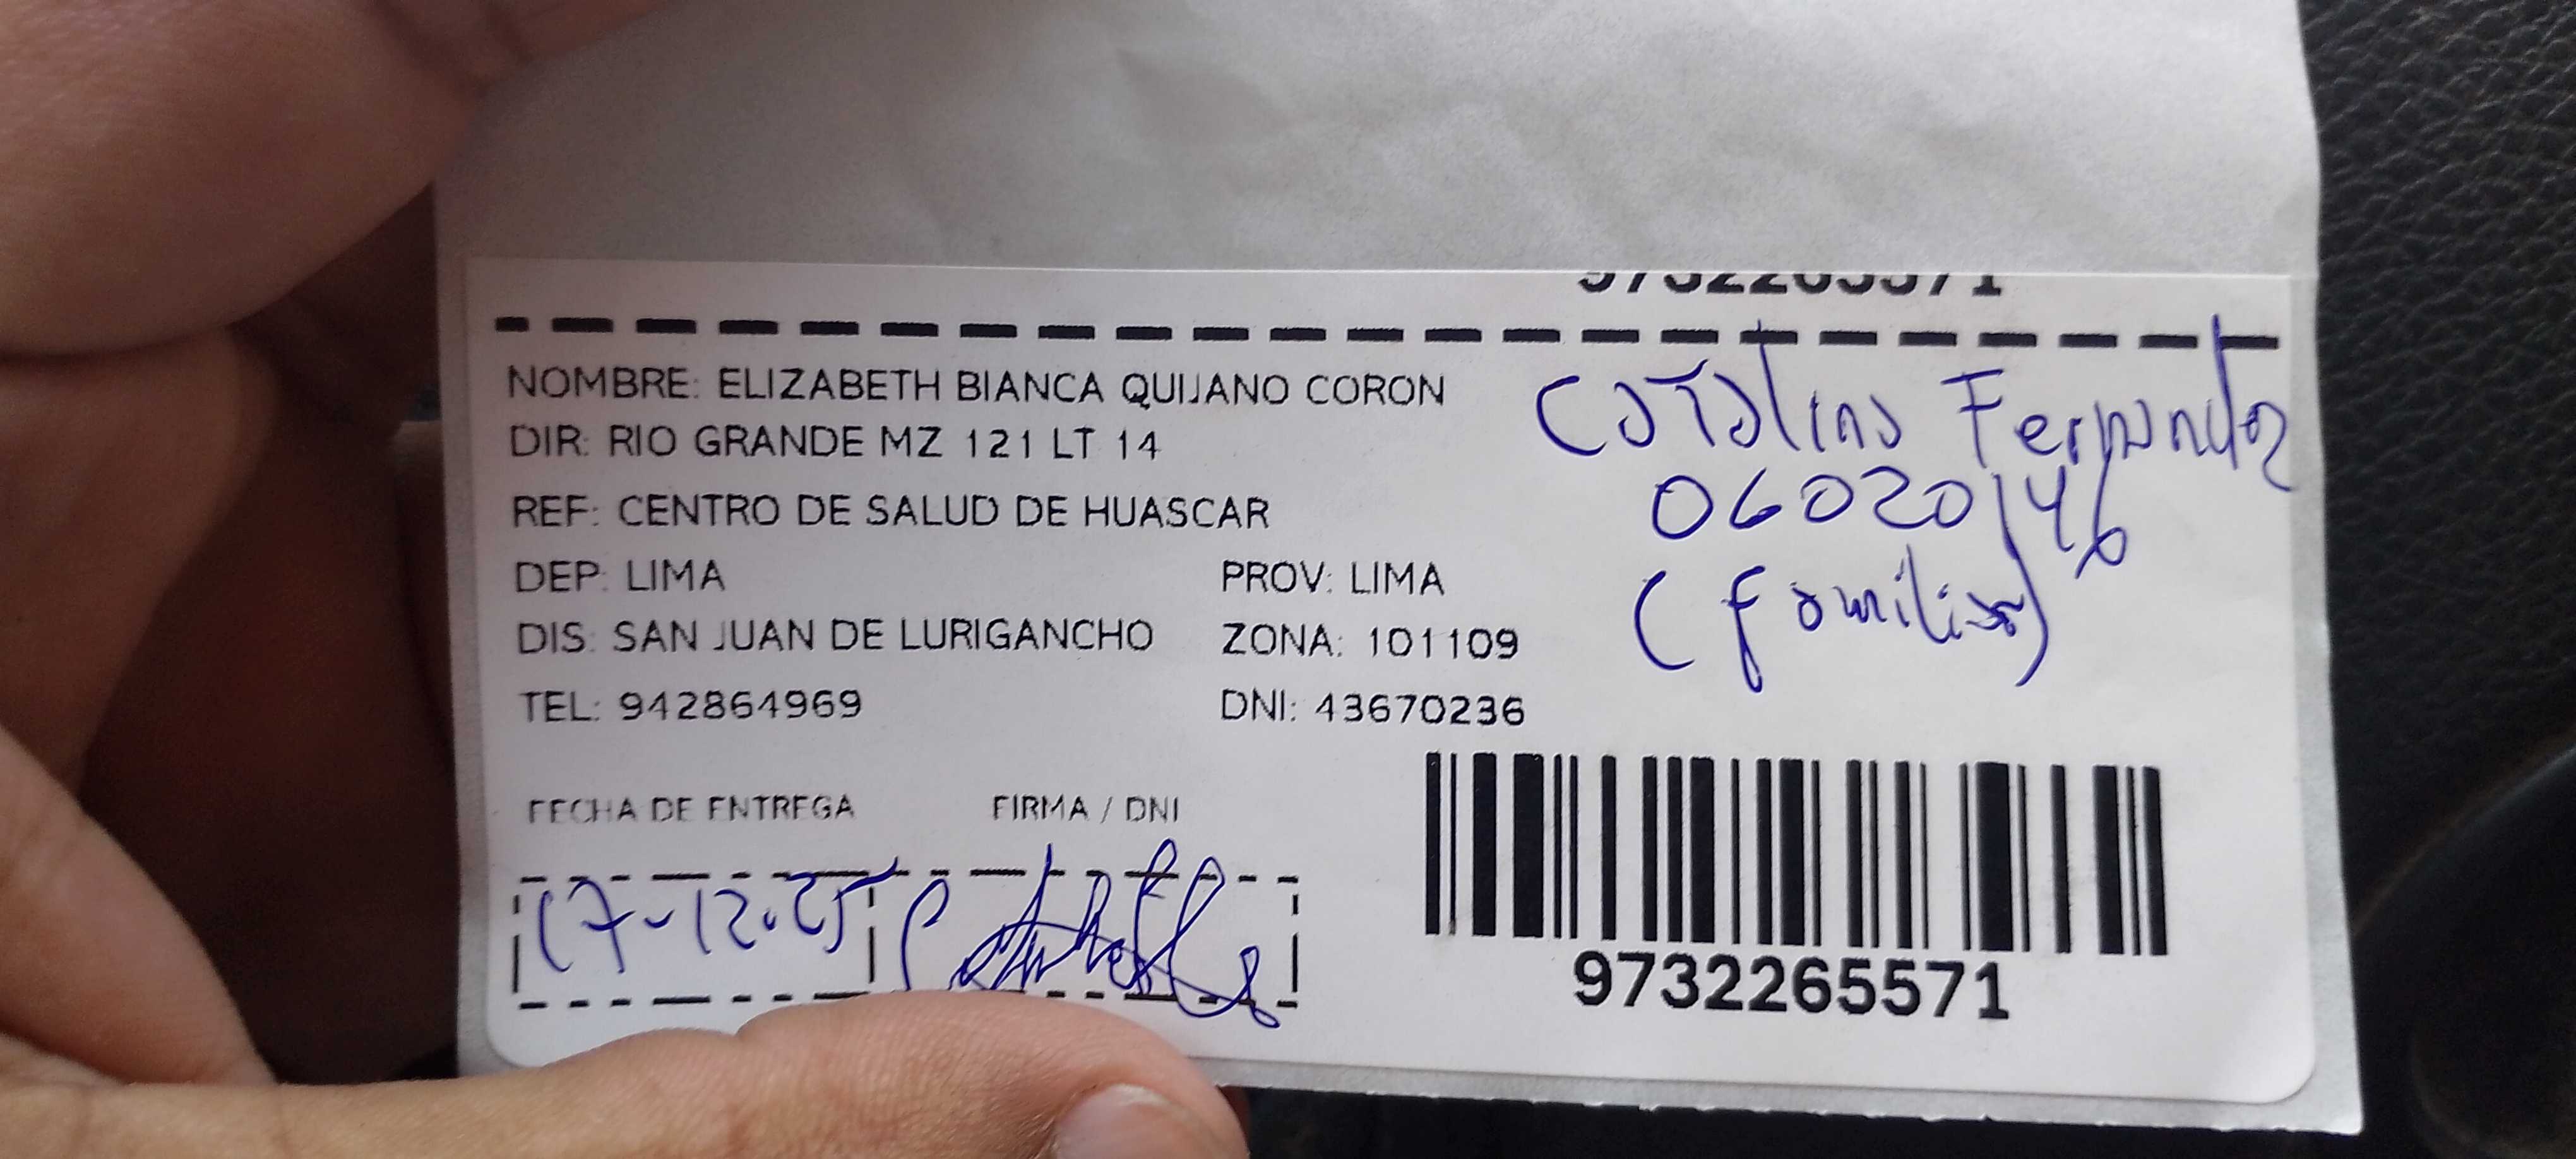 9732265571
NOMBRE: ELIZABETH BIANCA QUIJANO CORON
DIR: RIO GRANDE MZ 121 LT 14
REF: CENTRO DE SALUD DE HUASCAR
DEP: LIMA PROV: LIMA
DIS: SAN JUAN DE LURIGANCHO ZONA: 101109
TEL: 942864969 DNI: 43670236
Catalina Fernandez
06020146
(familiar)
FECHA DE ENTREGA FIRMA / DNI
17-12-25
9732265571